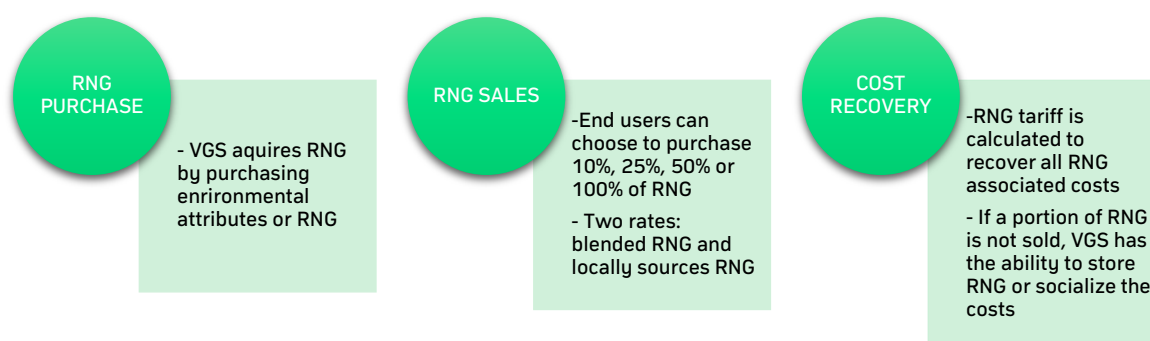 RNG
PURCHASE
- VGS aquires RNG
by purchasing
enrironmental
attributes or RNG
RNG SALES
-End users can
choose to purchase
10%, 25%, 50% or
100% of RNG
- Two rates:
blended RNG and
locally sources RNG
COST
RECOVERY
-RNG tariff is
calculated to
recover all RNG
associated costs
- If a portion of RNG
is not sold, VGS has
the ability to store
RNG or socialize the
costs